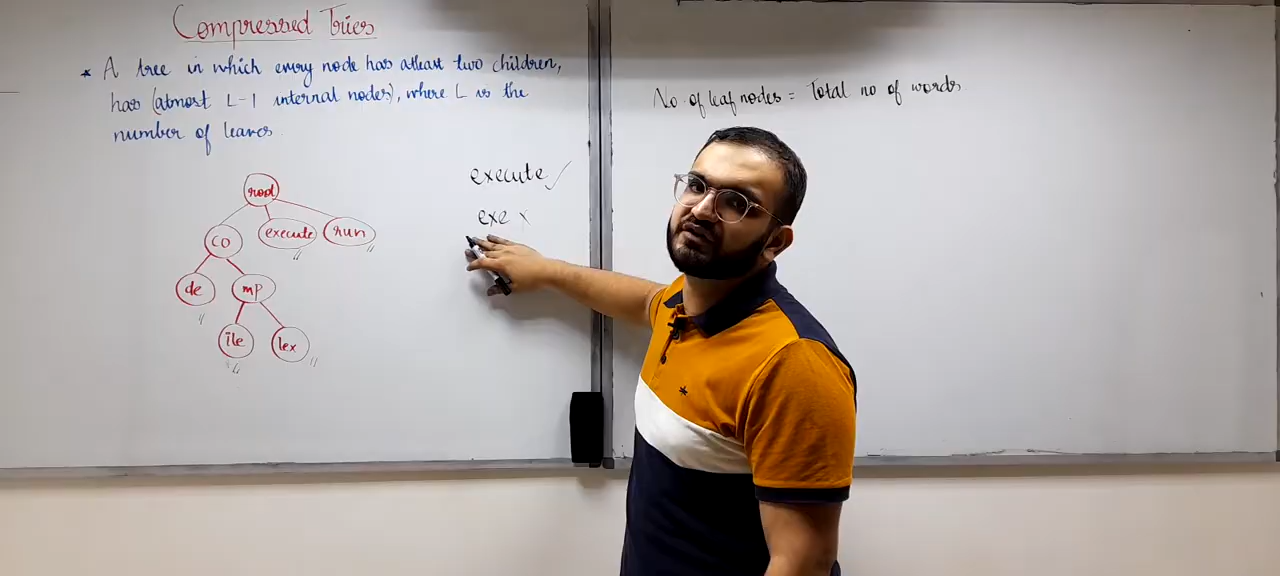 Compressed Tries
* A tree in which every node has atleast two children,
has (atmost L-1 internal nodes), where L is the
number of leaves.
root
co
execute
run
de
mp
ile
lex
execute ✓
exe x
No. of leaf nodes = Total no of words